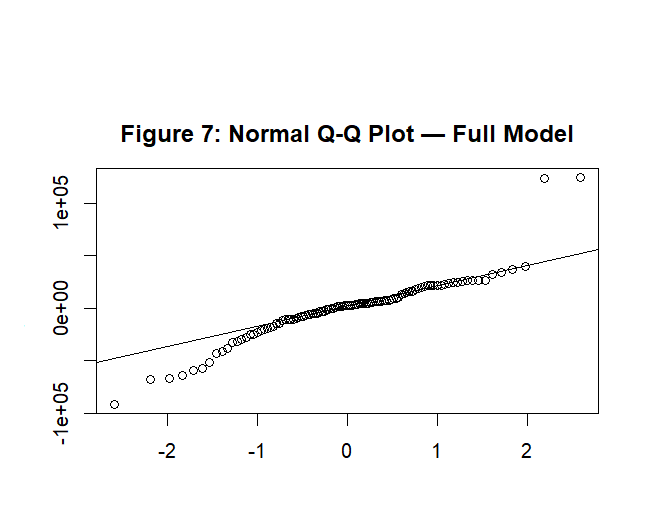 Figure 7: Normal Q-Q Plot — Full Model
1e+05
0e+00
-1e+05
-2 -1 0 1 2